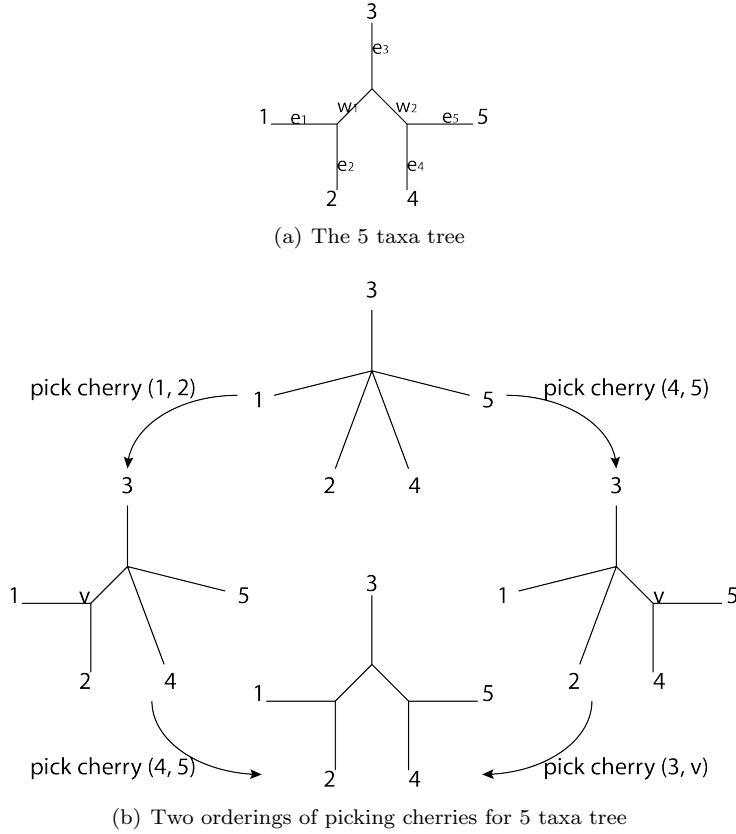 3
e3
w1 w2
1 e1 e5 5
e2 e4
2 4
(a) The 5 taxa tree
3
pick cherry (1, 2) pick cherry (4, 5)
1 5
2 4
3 3
1 v 5 1 v 5
3
2 4 2 4
1 5
pick cherry (4, 5) pick cherry (3, v)
2 4
(b) Two orderings of picking cherries for 5 taxa tree